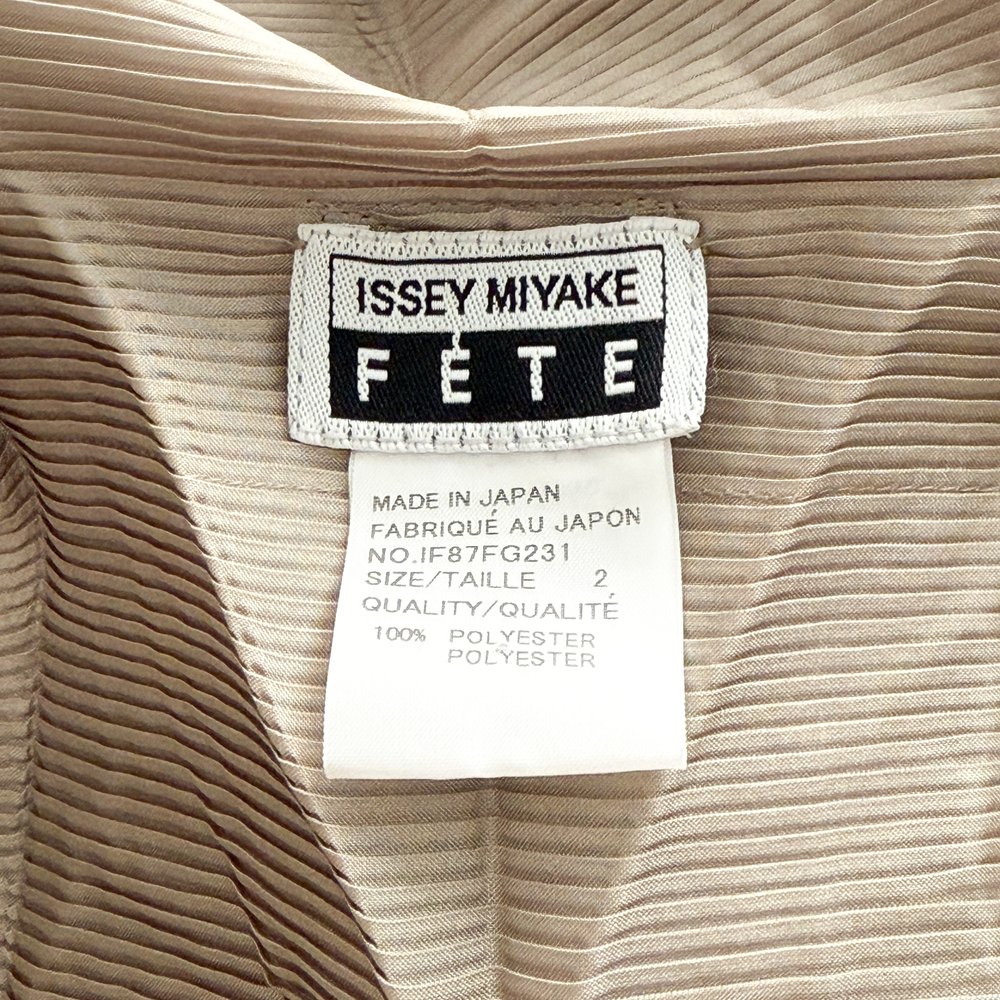 ISSEY MIYAKE
FÊTE
MADE IN JAPAN
FABRIQUÉ AU JAPON
NO.IF87FG231
SIZE/TAILLE 2
QUALITY/QUALITÉ
100% POLYESTER
POLYESTER